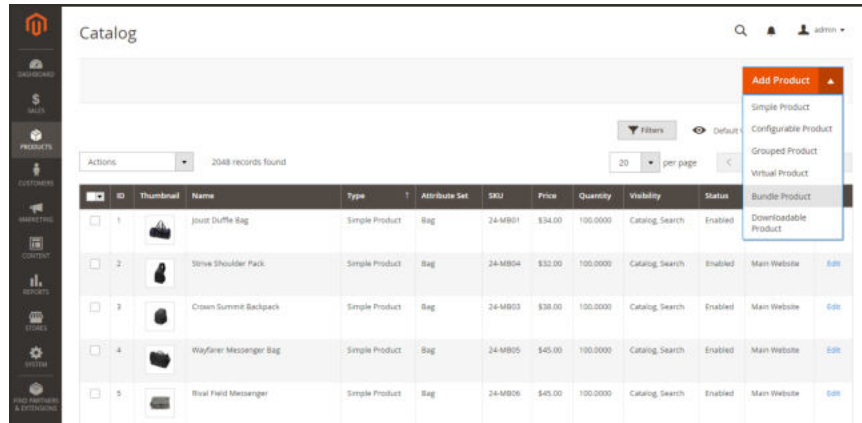 Catalog
admin
Add Product
Simple Product
Configurable Product
Grouped Product
Virtual Product
Bundle Product
Downloadable
Product
DASHBOARD
SALES
PRODUCTS
CUSTOMERS
MARKETING
CONTENT
REPORTS
STORES
SYSTEM
FIND PARTNERS
& EXTENSIONS
Filters
Default
Actions
2048 records found
20
per page
ID Thumbnail Name Type Attribute Set SKU Price Quantity Visibility Status
1 Joust Duffle Bag Simple Product Bag 24-MB01 $34.00 100.0000 Catalog, Search Enabled
2 Strive Shoulder Pack Simple Product Bag 24-MB04 $32.00 100.0000 Catalog, Search Enabled Main Website Edit
3 Crown Summit Backpack Simple Product Bag 24-MB03 $38.00 100.0000 Catalog, Search Enabled Main Website Edit
4 Wayfarer Messenger Bag Simple Product Bag 24-MB05 $45.00 100.0000 Catalog, Search Enabled Main Website Edit
5 Rival Field Messenger Simple Product Bag 24-MB06 $45.00 100.0000 Catalog, Search Enabled Main Website Edit